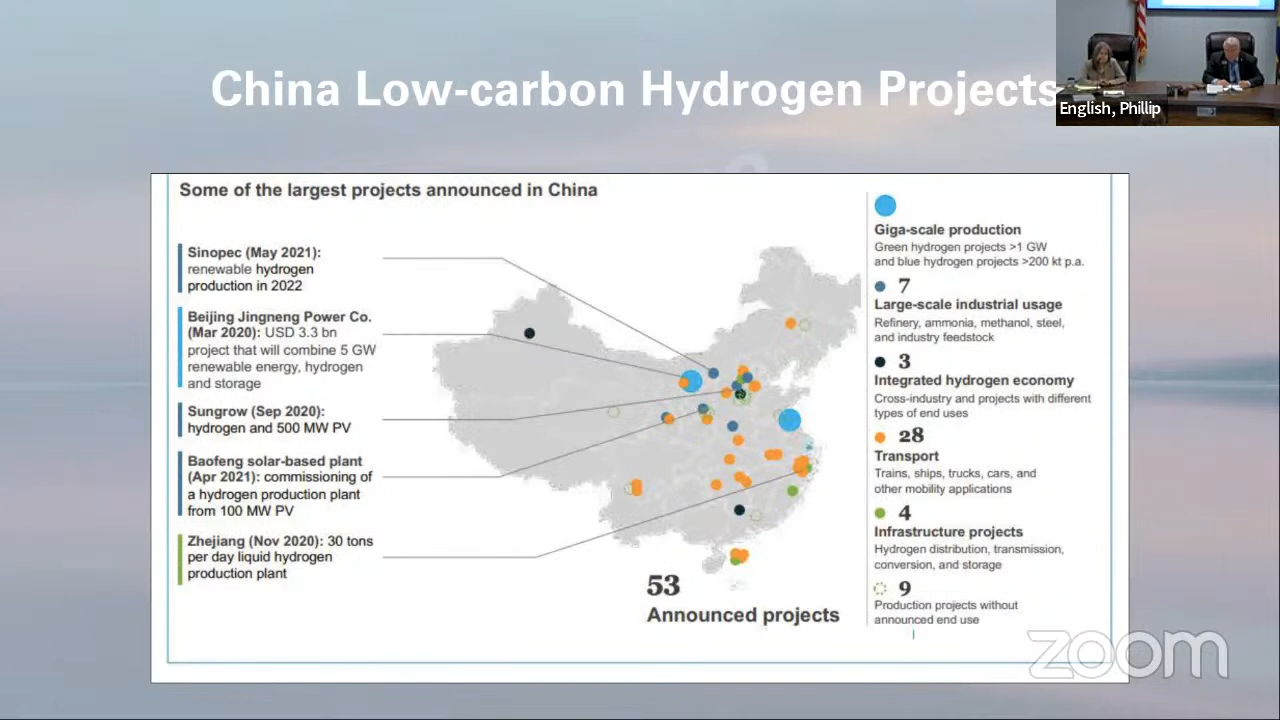 China Low-carbon Hydrogen Projects
English, Phillip
Some of the largest projects announced in China
Sinopec (May 2021):
renewable hydrogen
production in 2022
Beijing Jingneng Power Co.
(Mar 2020): USD 3.3 bn
project that will combine 5 GW
renewable energy, hydrogen
and storage
Sungrow (Sep 2020):
hydrogen and 500 MW PV
Baofeng solar-based plant
(Apr 2021): commissioning of
a hydrogen production plant
from 100 MW PV
Zhejiang (Nov 2020): 30 tons
per day liquid hydrogen
production plant
53
Announced projects
Giga-scale production
Green hydrogen projects >1 GW
and blue hydrogen projects >200 kt p.a.
7
Large-scale industrial usage
Refinery, ammonia, methanol, steel,
and industry feedstock
3
Integrated hydrogen economy
Cross-industry and projects with different
types of end uses
28
Transport
Trains, ships, trucks, cars, and
other mobility applications
4
Infrastructure projects
Hydrogen distribution, transmission,
conversion, and storage
9
Production projects without
announced end use
zoom